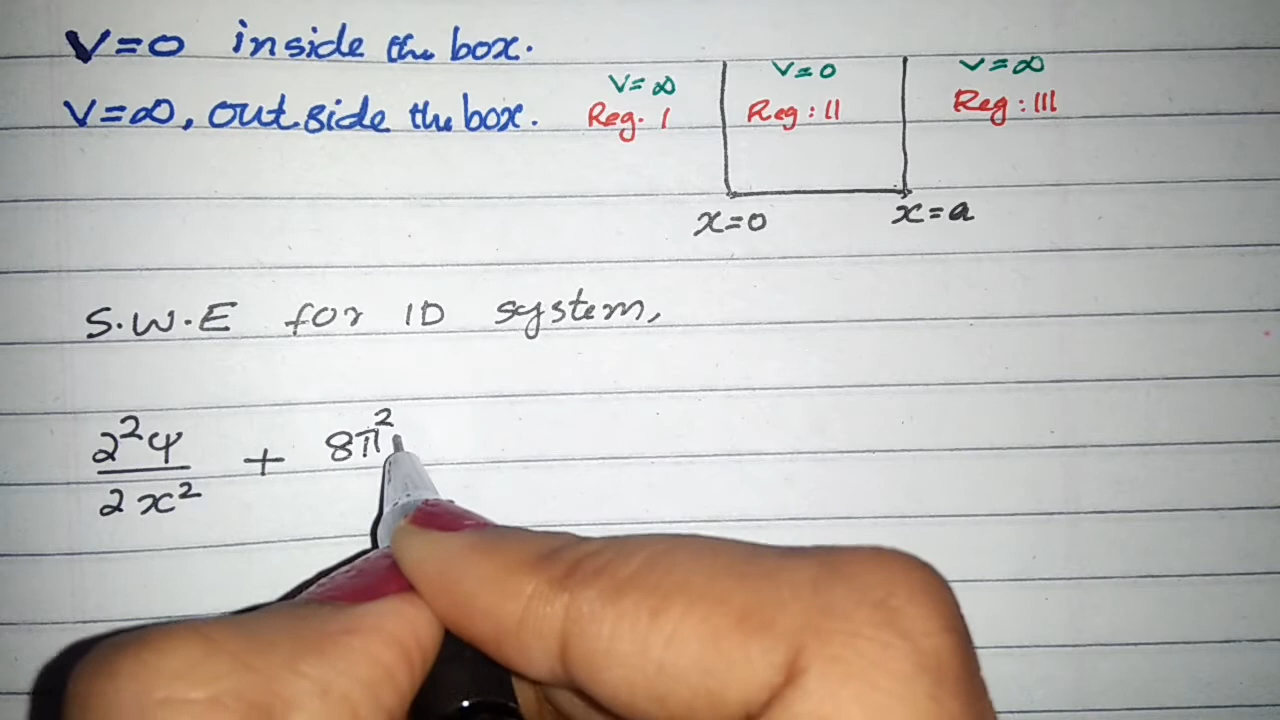 V=0 inside the box.
V=∞, outside the box.
V=∞ V=0 V=∞
Reg. I Reg: II Reg: III
x=0 x=a
S.W.E for 1D system,
∂²ψ/∂x² + 8π²